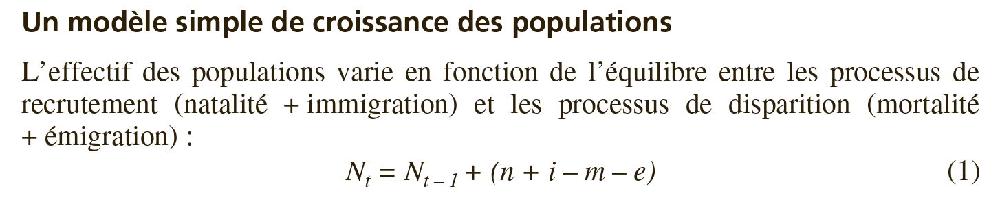 Un modèle simple de croissance des populations
L’effectif des populations varie en fonction de l’équilibre entre les processus de
recrutement (natalité + immigration) et les processus de disparition (mortalité
+ émigration) :
N_t = N_{t – 1} + (n + i – m – e) (1)